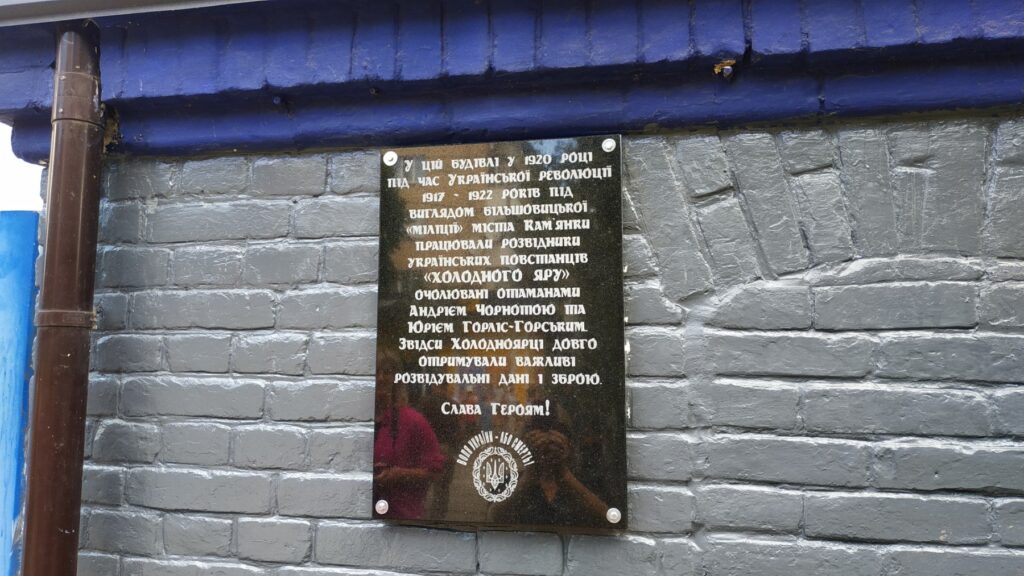 У ЦІЙ БУДІВЛІ У 1920 РОЦІ
ПІД ЧАС УКРАЇНСЬКОЇ РЕВОЛЮЦІЇ
1917 - 1922 РОКІВ ПІД
ВИГЛЯДОМ БІЛЬШОВИЦЬКОЇ
«МІЛІЦІЇ» МІСТА КАМ'ЯНКИ
ПРАЦЮВАЛИ РОЗВІДНИКИ
УКРАЇНСЬКИХ ПОВСТАНЦІВ
«ХОЛОДНОГО ЯРУ»
ОЧОЛЮВАНІ ОТАМАНАМИ
АНДРІЄМ ЧОРНОТОЮ ТА
ЮРІЄМ ГОРЛІС-ГОРСЬКИМ.
ЗВІДСИ ХОЛОДНОЯРЦІ ДОВГО
ОТРИМУВАЛИ ВАЖЛИВІ
РОЗВІДУВАЛЬНІ ДАНІ І ЗБРОЮ.
СЛАВА ГЕРОЯМ!
ВОЛЯ УКРАЇНИ - АБО СМЕРТЬ!